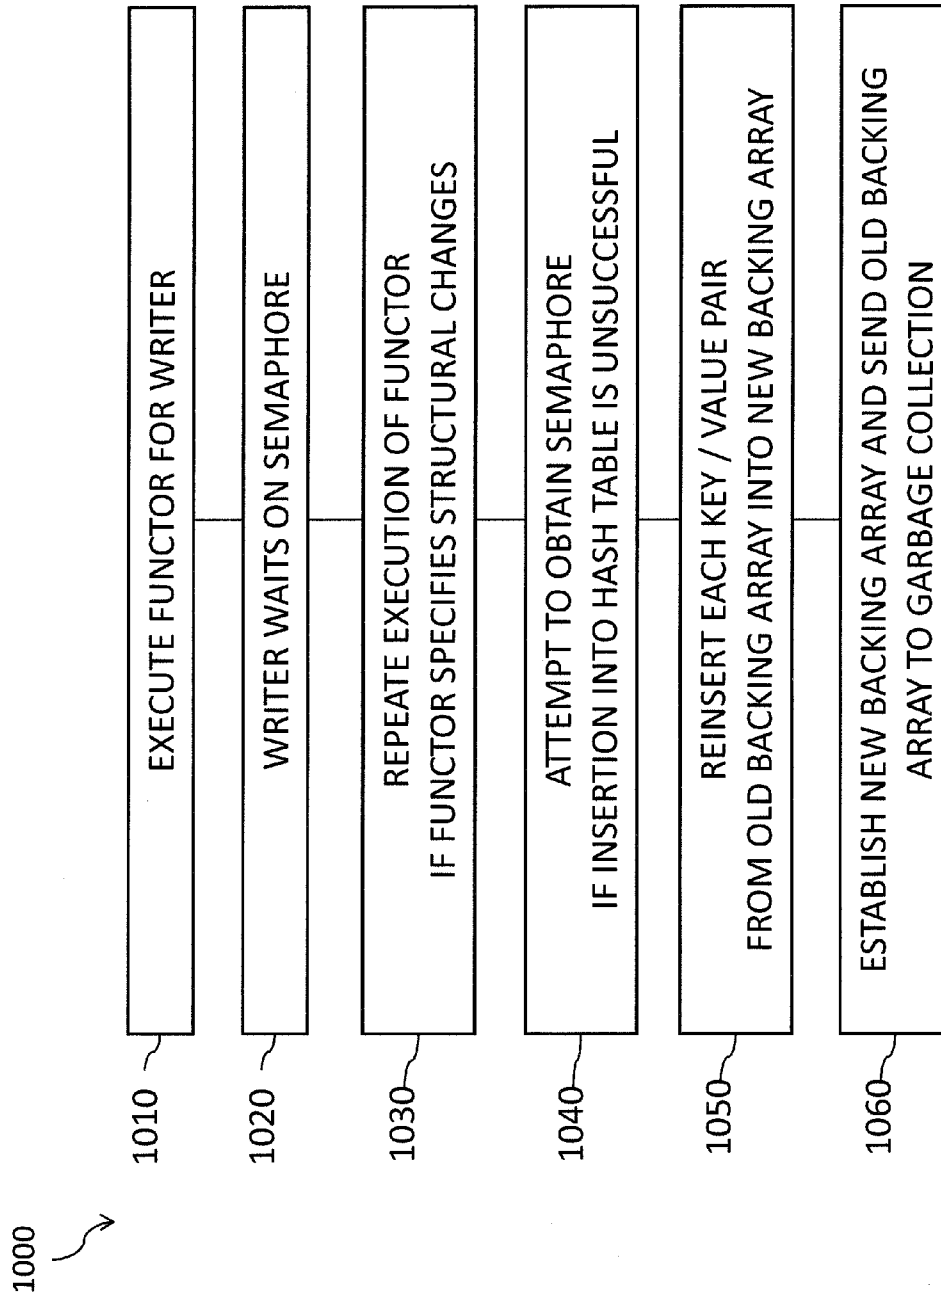 1000
1010
EXECUTE FUNCTOR FOR WRITER
1020
WRITER WAITS ON SEMAPHORE
1030
REPEAT EXECUTION OF FUNCTOR
IF FUNCTOR SPECIFIES STRUCTURAL CHANGES
1040
ATTEMPT TO OBTAIN SEMAPHORE
IF INSERTION INTO HASH TABLE IS UNSUCCESSFUL
1050
REINSERT EACH KEY / VALUE PAIR
FROM OLD BACKING ARRAY INTO NEW BACKING ARRAY
1060
ESTABLISH NEW BACKING ARRAY AND SEND OLD BACKING
ARRAY TO GARBAGE COLLECTION